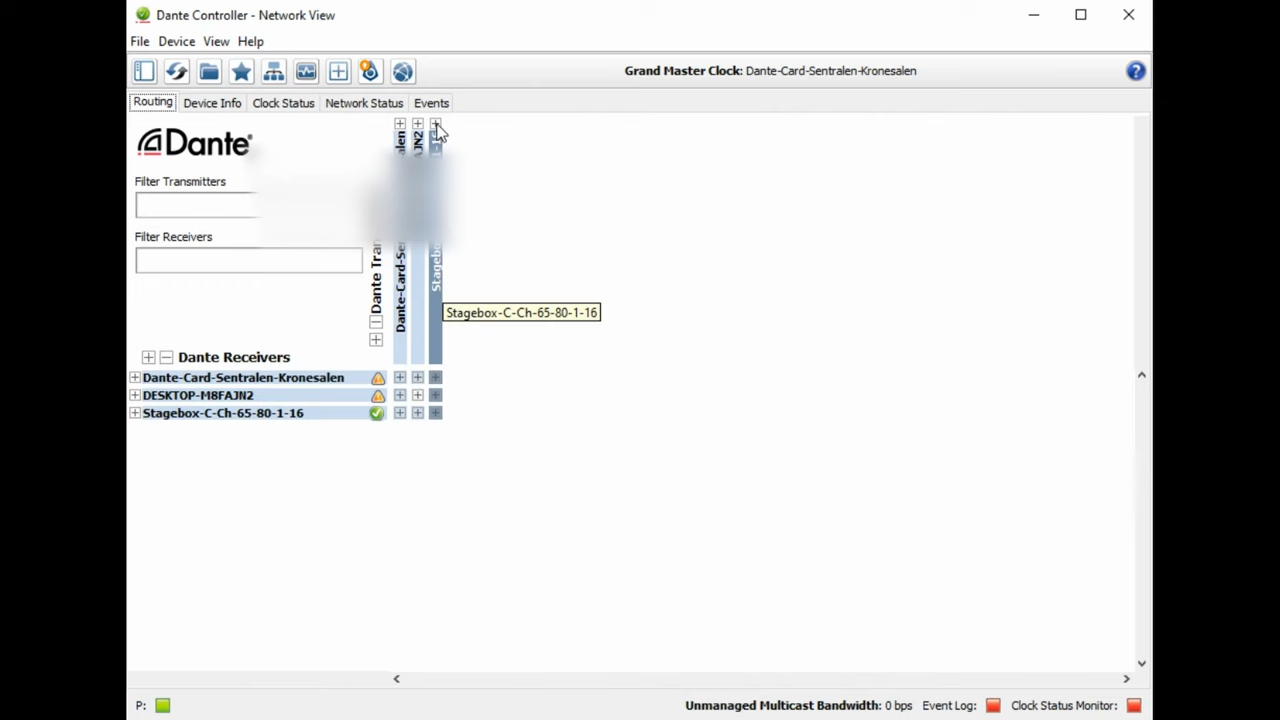 Dante Controller - Network View
File Device View Help
Grand Master Clock: Dante-Card-Sentralen-Kronesalen
?
Routing Device Info Clock Status Network Status Events
Dante®
Filter Transmitters
Filter Receivers
Dante
Dante-Card-
Stagebox-C-Ch-65-80-1-16
Dante Receivers
Dante-Card-Sentralen-Kronesalen
DESKTOP-M8FAJN2
Stagebox-C-Ch-65-80-1-16
P: Unmanaged Multicast Bandwidth: 0 bps Event Log: Clock Status Monitor: